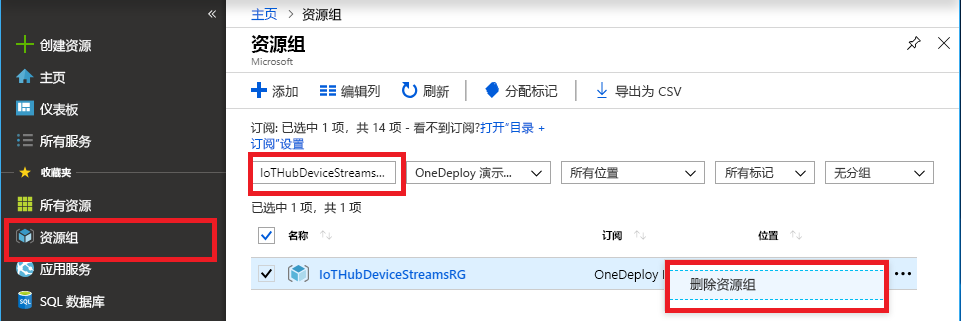 «
创建资源
主页
仪表板
所有服务
收藏夹
所有资源
资源组
应用服务
SQL 数据库
主页 > 资源组
资源组
Microsoft
添加 编辑列 刷新 分配标记 导出为 CSV
订阅: 已选中 1 项，共 14 项 - 看不到订阅?打开"目录 +
订阅"设置
IoTHubDeviceStreams... OneDeploy 演示... 所有位置 所有标记 无分组
已选中 1 项，共 1 项
名称 订阅 位置
IoTHubDeviceStreamsRG OneDeploy
删除资源组